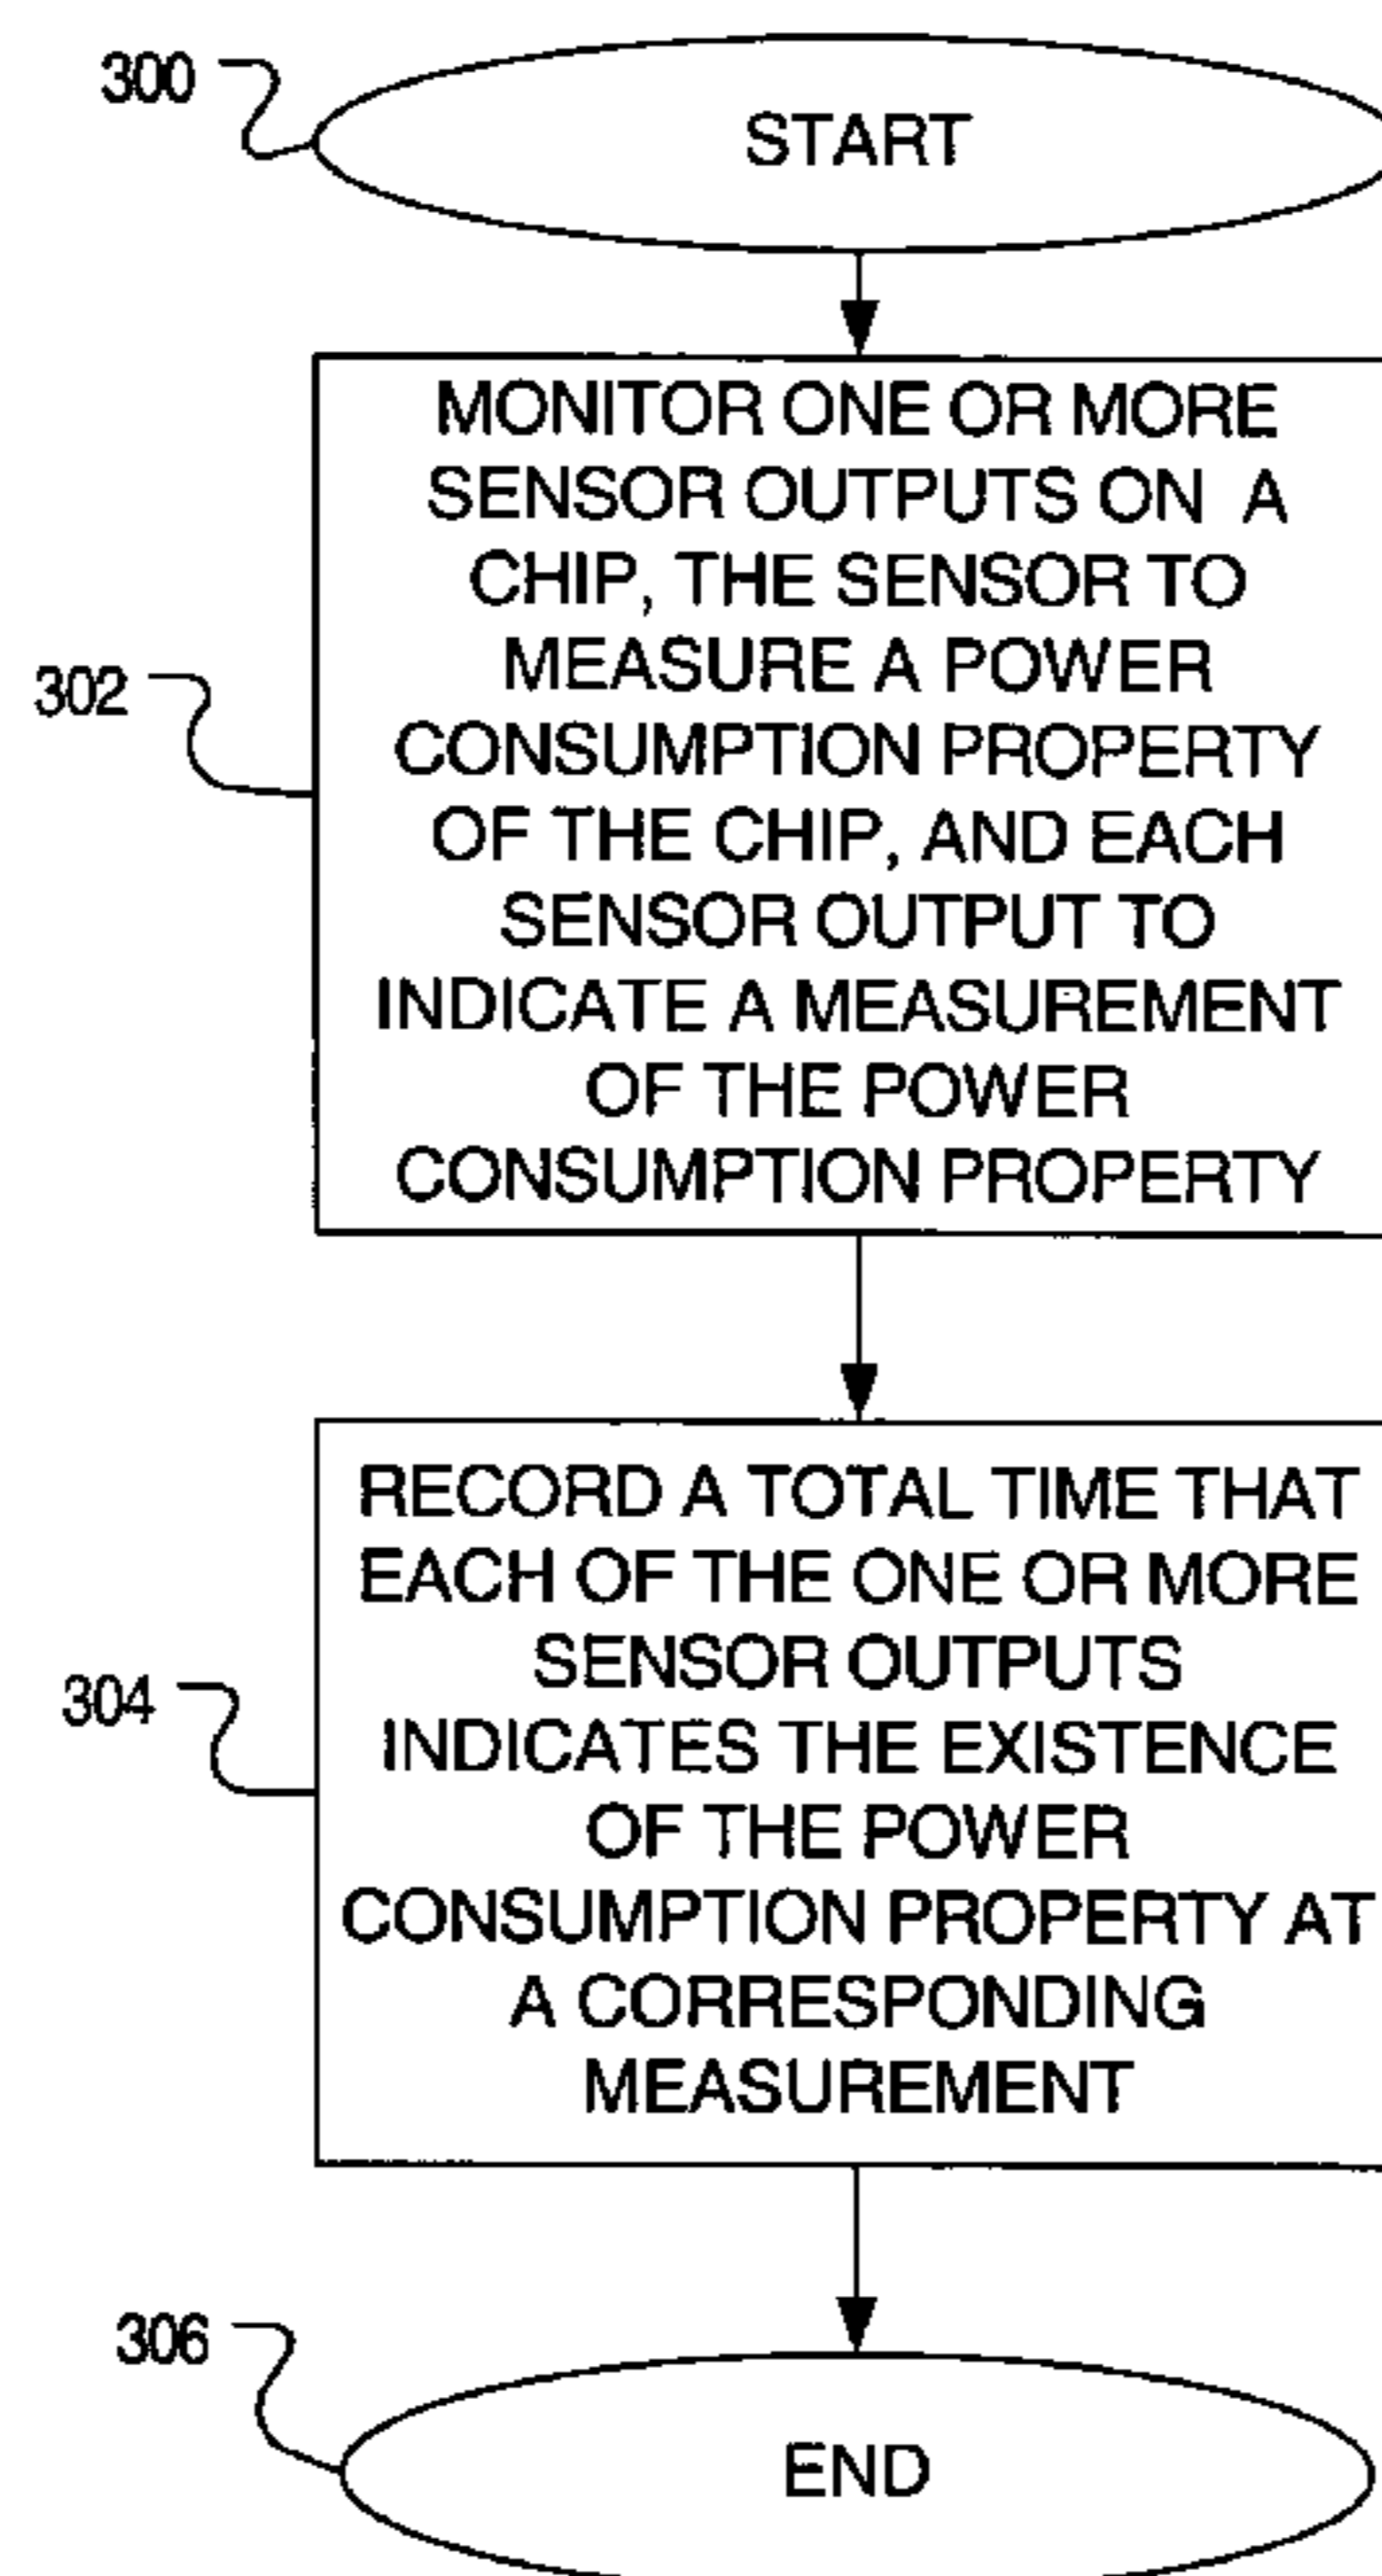 300
START
MONITOR ONE OR MORE
SENSOR OUTPUTS ON A
CHIP, THE SENSOR TO
MEASURE A POWER
CONSUMPTION PROPERTY
OF THE CHIP, AND EACH
SENSOR OUTPUT TO
INDICATE A MEASUREMENT
OF THE POWER
CONSUMPTION PROPERTY
302
RECORD A TOTAL TIME THAT
EACH OF THE ONE OR MORE
SENSOR OUTPUTS
INDICATES THE EXISTENCE
OF THE POWER
CONSUMPTION PROPERTY AT
A CORRESPONDING
MEASUREMENT
304
306
END